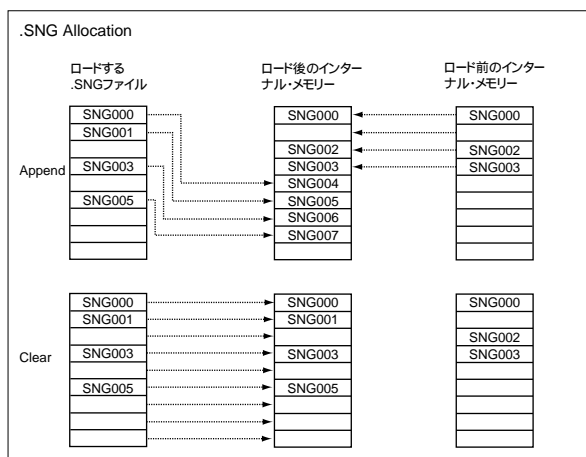 .SNG Allocation
ロードする
.SNGファイル
ロード後のインター
ナル・メモリー
ロード前のインター
ナル・メモリー
Append
SNG000
SNG001
SNG003
SNG005
SNG000
SNG002
SNG003
SNG004
SNG005
SNG006
SNG007
SNG000
SNG002
SNG003
Clear
SNG000
SNG001
SNG003
SNG005
SNG000
SNG001
SNG003
SNG005
SNG000
SNG002
SNG003